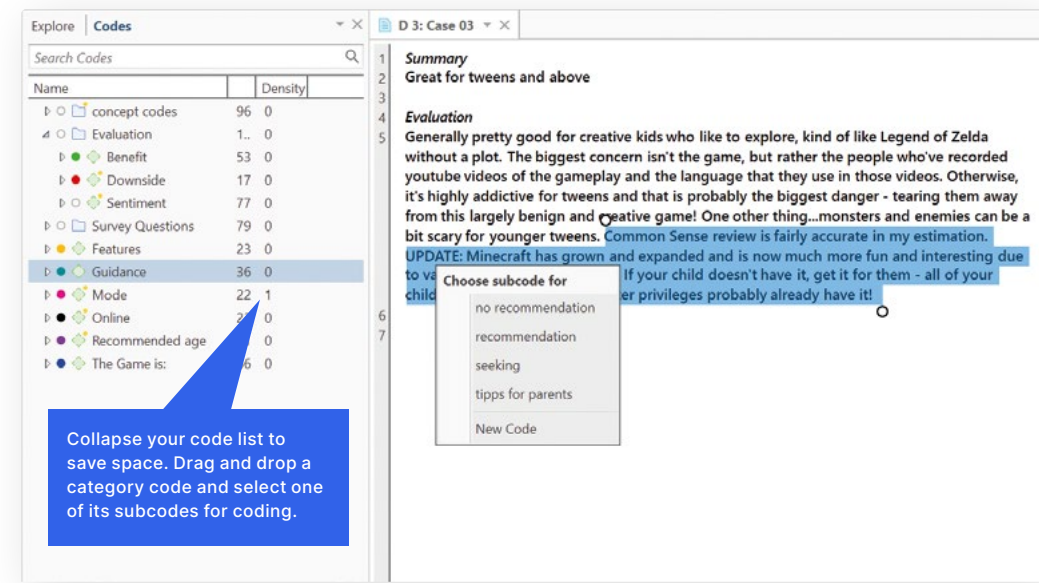 Explore Codes
Search Codes
Name Density
concept codes 96 0
Evaluation 1.. 0
Benefit 53 0
Downside 17 0
Sentiment 77 0
Survey Questions 79 0
Features 23 0
Guidance 36 0
Mode 22 1
Online 0
Recommended age 0
The Game is: 0
Collapse your code list to
save space. Drag and drop a
category code and select one
of its subcodes for coding.
D 3: Case 03
1 Summary
2 Great for tweens and above
3
4 Evaluation
5 Generally pretty good for creative kids who like to explore, kind of like Legend of Zelda
without a plot. The biggest concern isn't the game, but rather the people who've recorded
youtube videos of the gameplay and the language that they use in those videos. Otherwise,
it's highly addictive for tweens and that is probably the biggest danger - tearing them away
from this largely benign and creative game! One other thing...monsters and enemies can be a
bit scary for younger tweens. Common Sense review is fairly accurate in my estimation.
UPDATE: Minecraft has grown and expanded and is now much more fun and interesting due
to If your child doesn't have it, get it for them - all of your
child privileges probably already have it!
6
7
Choose subcode for
no recommendation
recommendation
seeking
tipps for parents
New Code